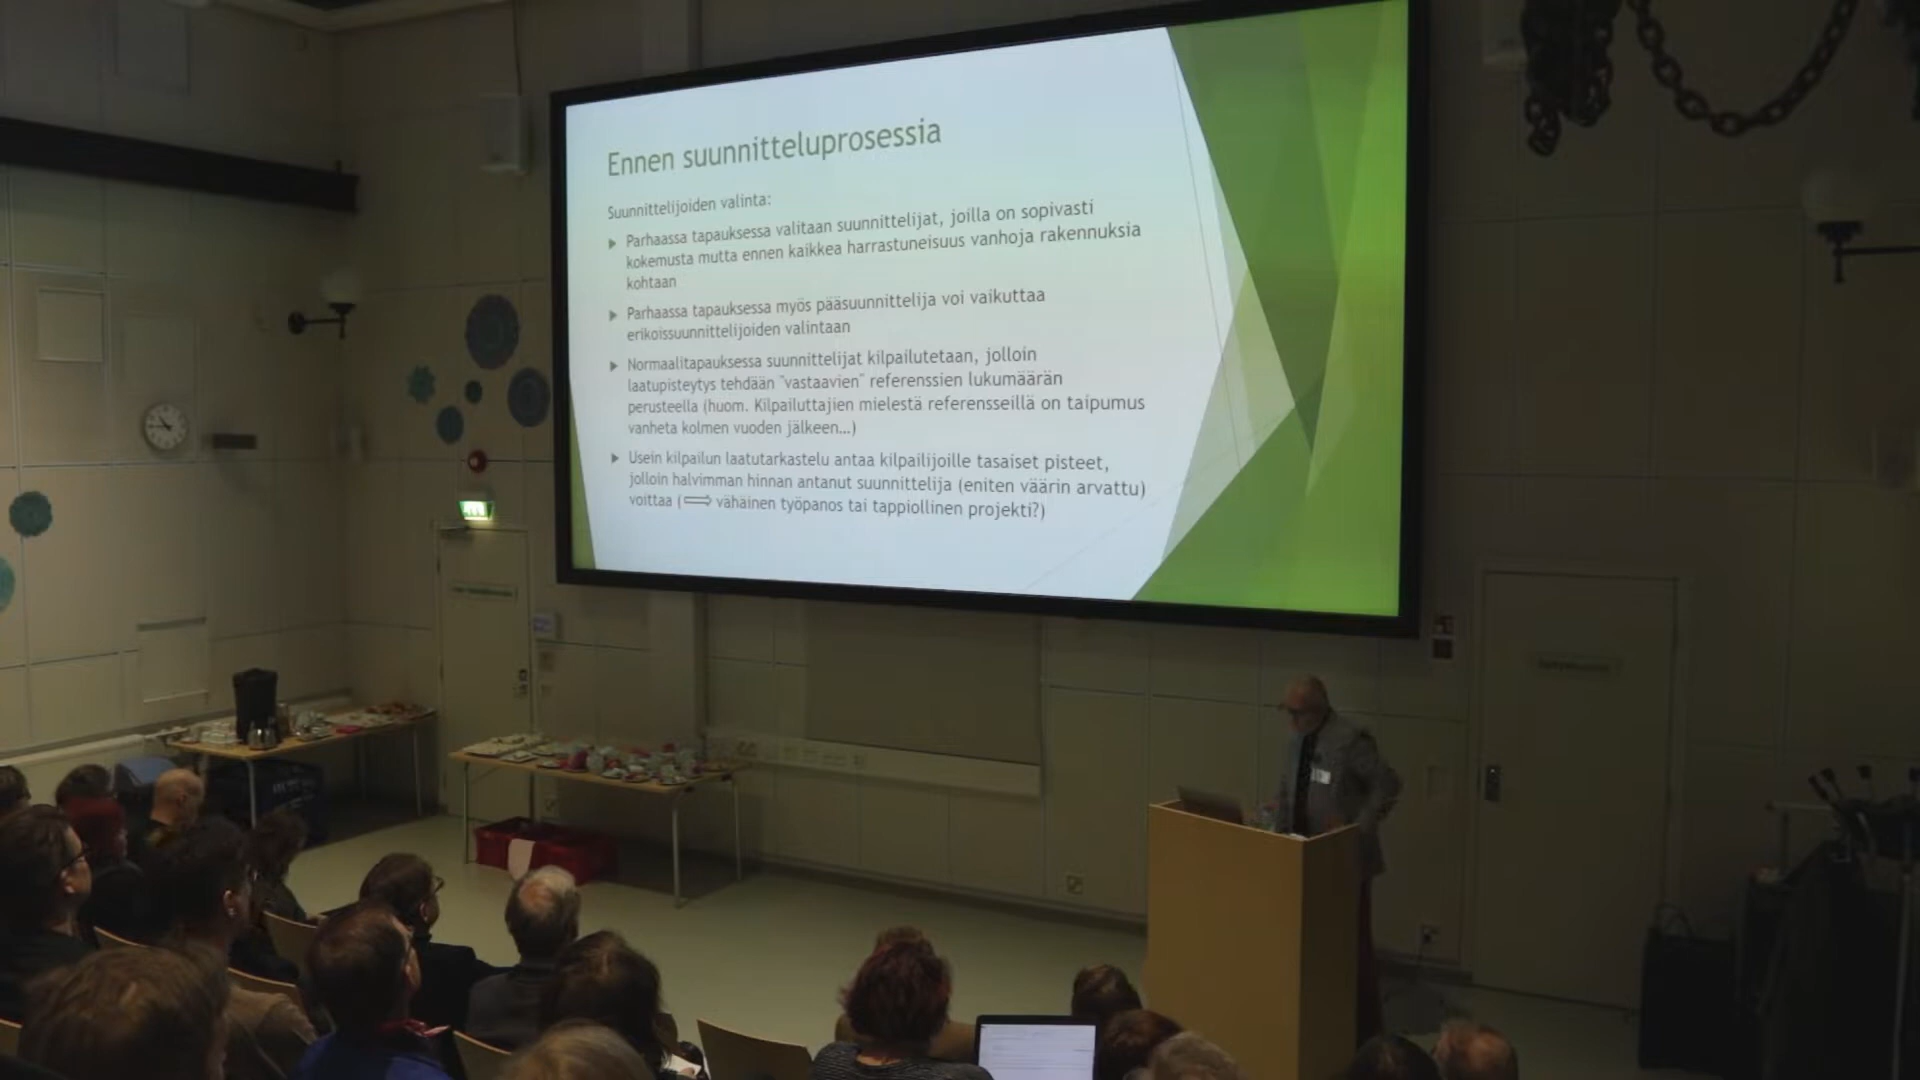 Ennen suunnitteluprosessia
Suunnittelijoiden valinta:
Parhaassa tapauksessa valitaan suunnittelijat, joilla on sopivasti
kokemusta mutta ennen kaikkea harrastuneisuus vanhoja rakennuksia
kohtaan
Parhaassa tapauksessa myös pääsuunnittelija voi vaikuttaa
erikoissuunnittelijoiden valintaan
Normaalitapauksessa suunnittelijat kilpailutetaan, jolloin
laatupisteytys tehdään "vastaavien" referenssien lukumäärän
perusteella (huom. Kilpailuttajien mielestä referensseillä on taipumus
vanheta kolmen vuoden jälkeen...)
Usein kilpailun laatutarkastelu antaa kilpailijoille tasaiset pisteet,
jolloin halvimman hinnan antanut suunnittelija (eniten väärin arvattu)
voittaa (⟹ vähäinen työpanos tai tappiollinen projekti?)